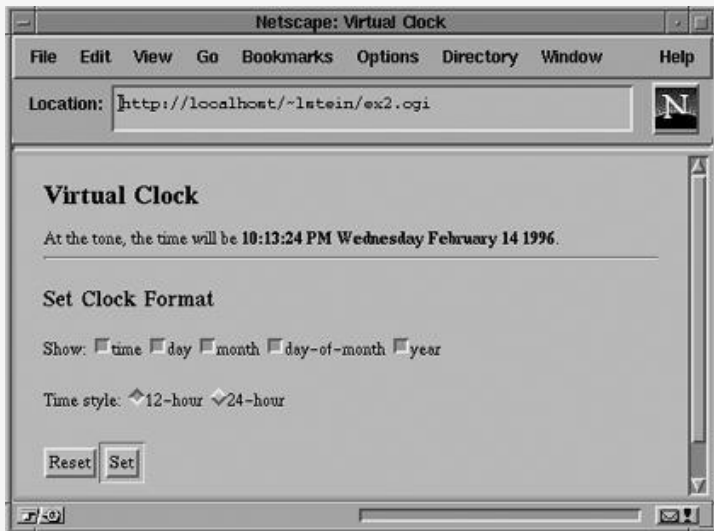 Netscape: Virtual Clock
File Edit View Go Bookmarks Options Directory Window Help
Location: http://localhost/~lstein/ex2.cgi
N
Virtual Clock
At the tone, the time will be 10:13:24 PM Wednesday February 14 1996.
Set Clock Format
Show: time day month day-of-month year
Time style: 12-hour 24-hour
Reset Set